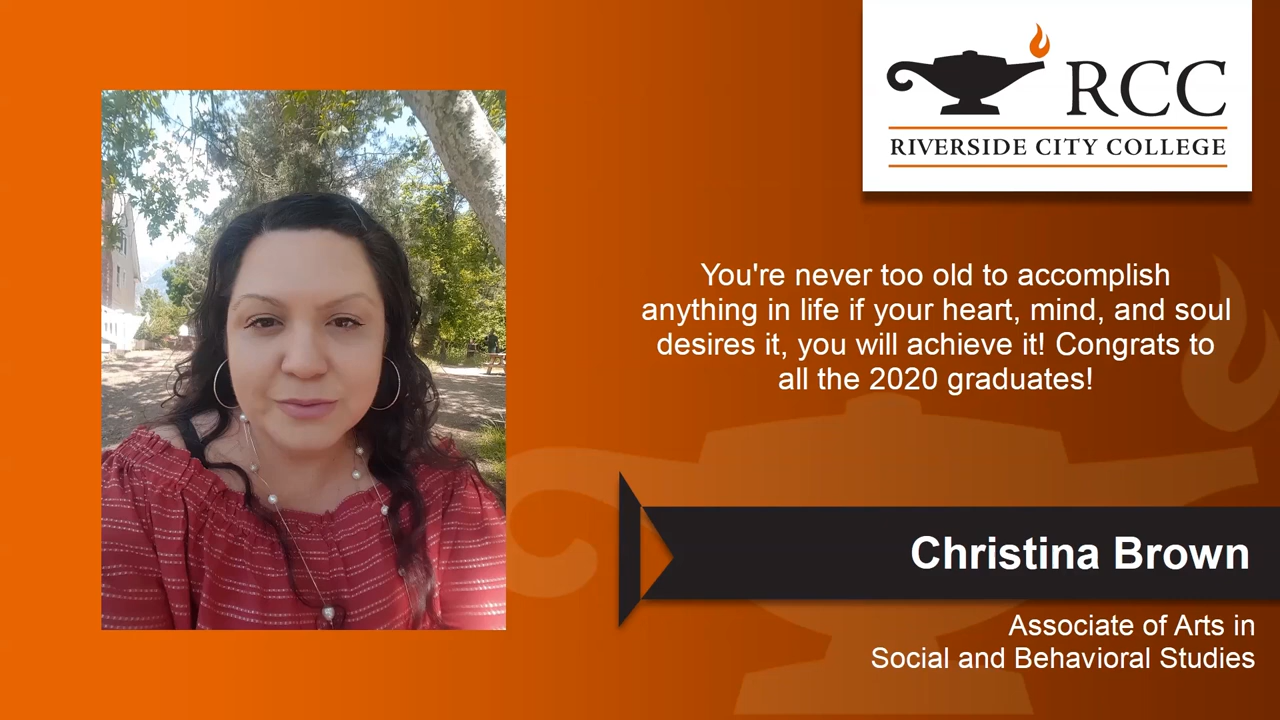 RCC
RIVERSIDE CITY COLLEGE
You're never too old to accomplish
anything in life if your heart, mind, and soul
desires it, you will achieve it! Congrats to
all the 2020 graduates!
Christina Brown
Associate of Arts in
Social and Behavioral Studies